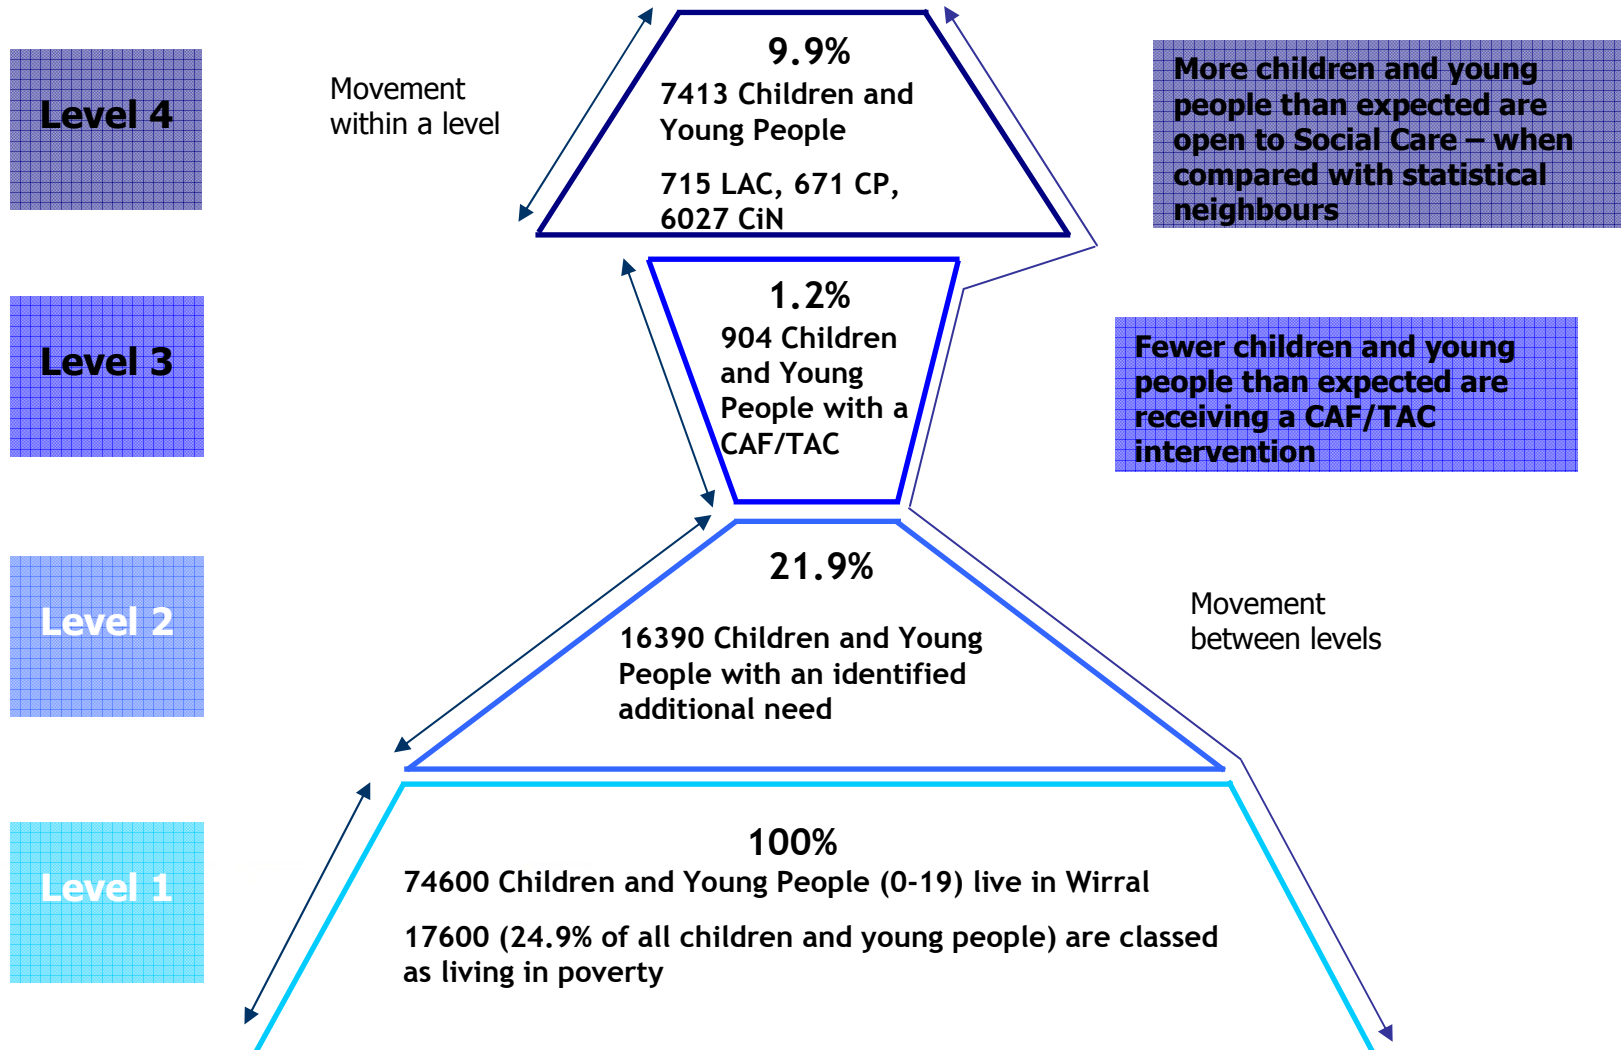 Level 4
Movement
within a level
9.9%
7413 Children and
Young People
715 LAC, 671 CP,
6027 CiN
More children and young
people than expected are
open to Social Care – when
compared with statistical
neighbours
Level 3
1.2%
904 Children
and Young
People with a
CAF/TAC
Fewer children and young
people than expected are
receiving a CAF/TAC
intervention
Level 2
21.9%
16390 Children and Young
People with an identified
additional need
Movement
between levels
Level 1
100%
74600 Children and Young People (0-19) live in Wirral
17600 (24.9% of all children and young people) are classed
as living in poverty